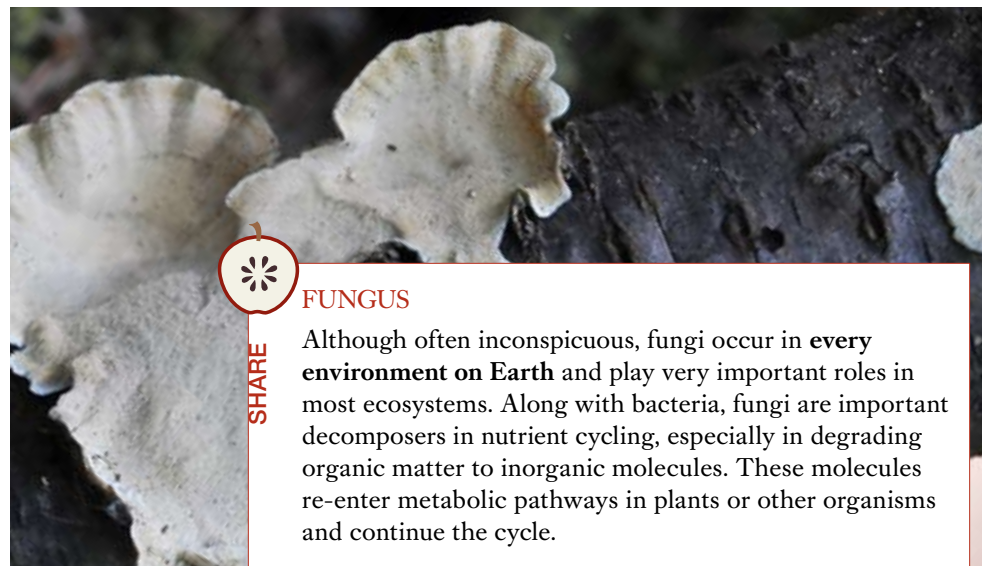 FUNGUS
Although often inconspicuous, fungi occur in every
environment on Earth and play very important roles in
most ecosystems. Along with bacteria, fungi are important
decomposers in nutrient cycling, especially in degrading
organic matter to inorganic molecules. These molecules
re-enter metabolic pathways in plants or other organisms
and continue the cycle.
SHARE